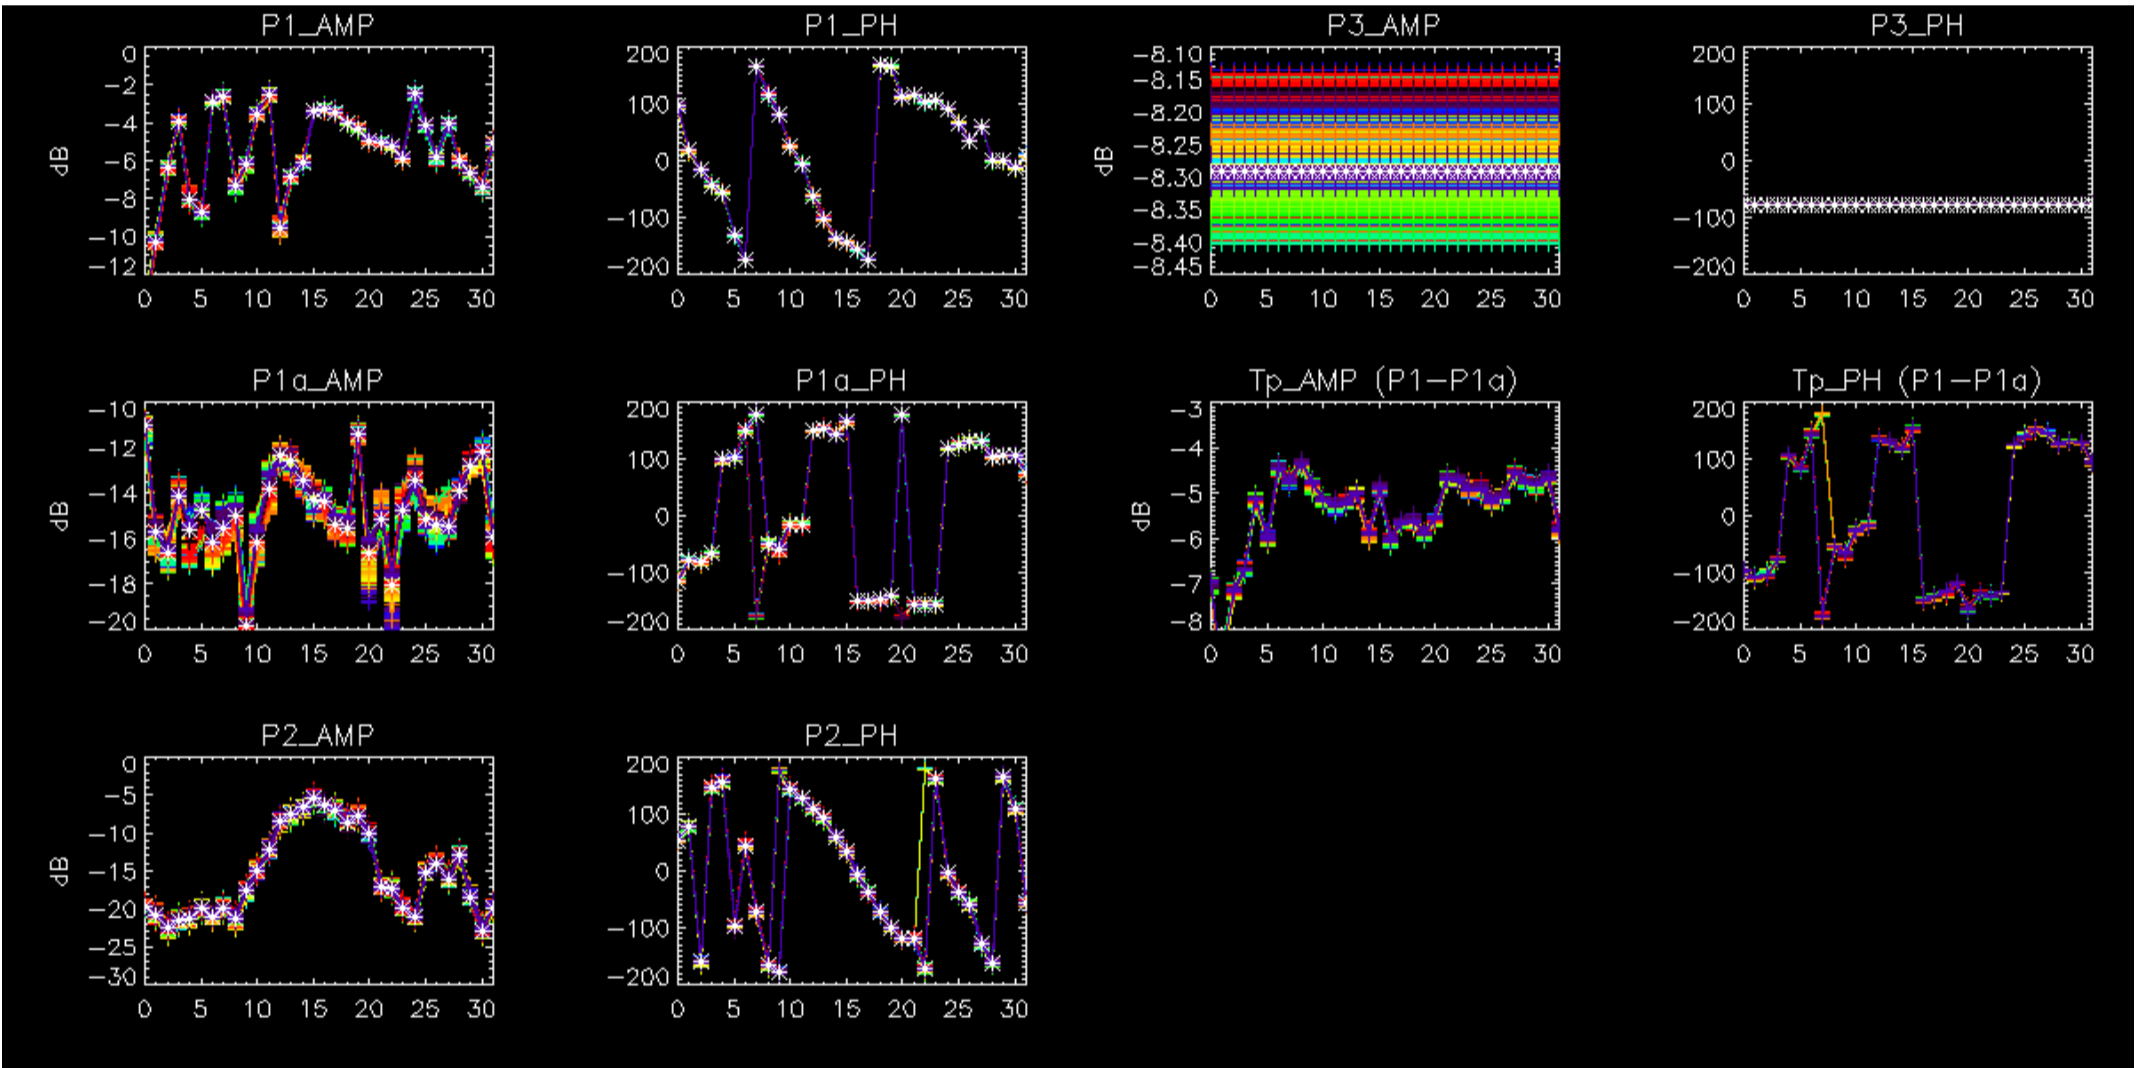 P1_AMP
dB
0
−2
−4
−6
−8
−10
−12
0 5 10 15 20 25 30
P1_PH
200
100
0
−100
−200
0 5 10 15 20 25 30
P3_AMP
dB
−8.10
−8.15
−8.20
−8.25
−8.30
−8.35
−8.40
−8.45
0 5 10 15 20 25 30
P3_PH
200
100
0
−100
−200
0 5 10 15 20 25 30
P1a_AMP
dB
−10
−12
−14
−16
−18
−20
0 5 10 15 20 25 30
P1a_PH
200
100
0
−100
−200
0 5 10 15 20 25 30
Tp_AMP (P1−P1a)
dB
−3
−4
−5
−6
−7
−8
0 5 10 15 20 25 30
Tp_PH (P1−P1a)
200
100
0
−100
−200
0 5 10 15 20 25 30
P2_AMP
dB
0
−5
−10
−15
−20
−25
−30
0 5 10 15 20 25 30
P2_PH
200
100
0
−100
−200
0 5 10 15 20 25 30